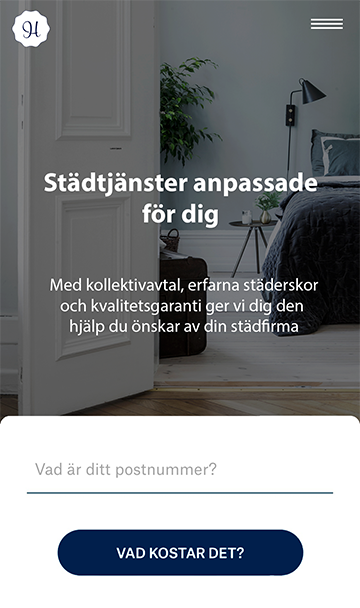 Städtjänster anpassade
för dig
Med kollektivavtal, erfarna städerskor
och kvalitetsgaranti ger vi dig den
hjälp du önskar av din städfirma
Vad är ditt postnummer?
VAD KOSTAR DET?